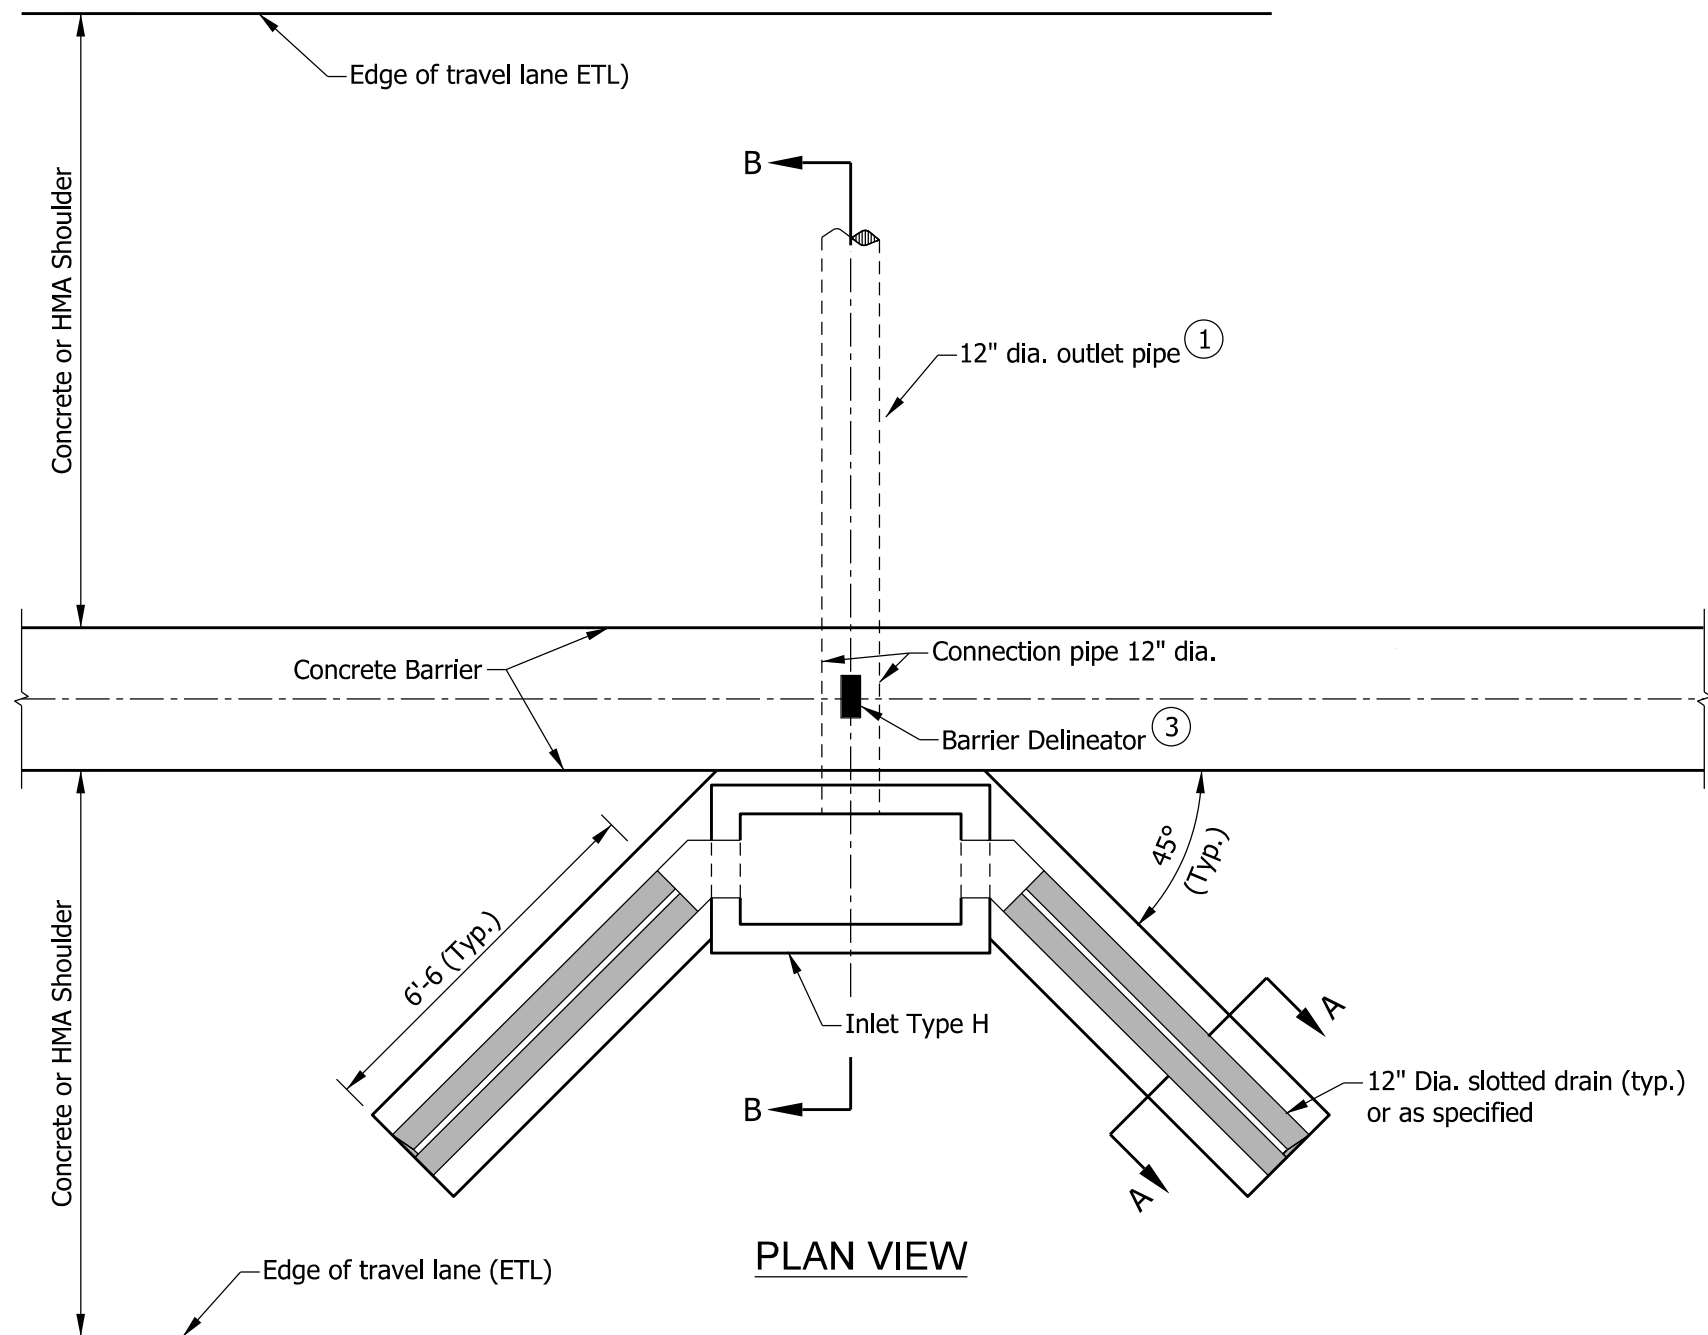 Edge of travel lane ETL)
Concrete or HMA Shoulder
B
12" dia. outlet pipe 1
Connection pipe 12" dia.
Concrete Barrier
Barrier Delineator 3
45°
(Typ.)
6'-6 (Typ.)
Concrete or HMA Shoulder
Inlet Type H
A
12" Dia. slotted drain (typ.)
or as specified
B
A
PLAN VIEW
Edge of travel lane (ETL)